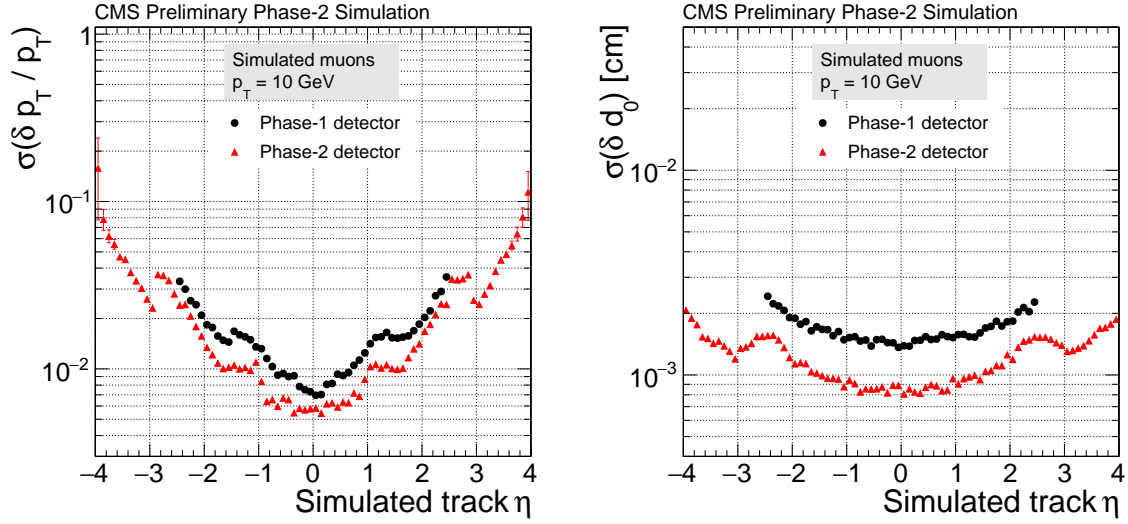 CMS Preliminary Phase-2 Simulation
σ(δ p_T / p_T)
1
10⁻¹
10⁻²
Simulated muons
p_T = 10 GeV
Phase-1 detector
Phase-2 detector
−4 −3 −2 −1 0 1 2 3 4
Simulated track η
CMS Preliminary Phase-2 Simulation
σ(δ d_0) [cm]
10⁻²
10⁻³
Simulated muons
p_T = 10 GeV
Phase-1 detector
Phase-2 detector
−4 −3 −2 −1 0 1 2 3 4
Simulated track η